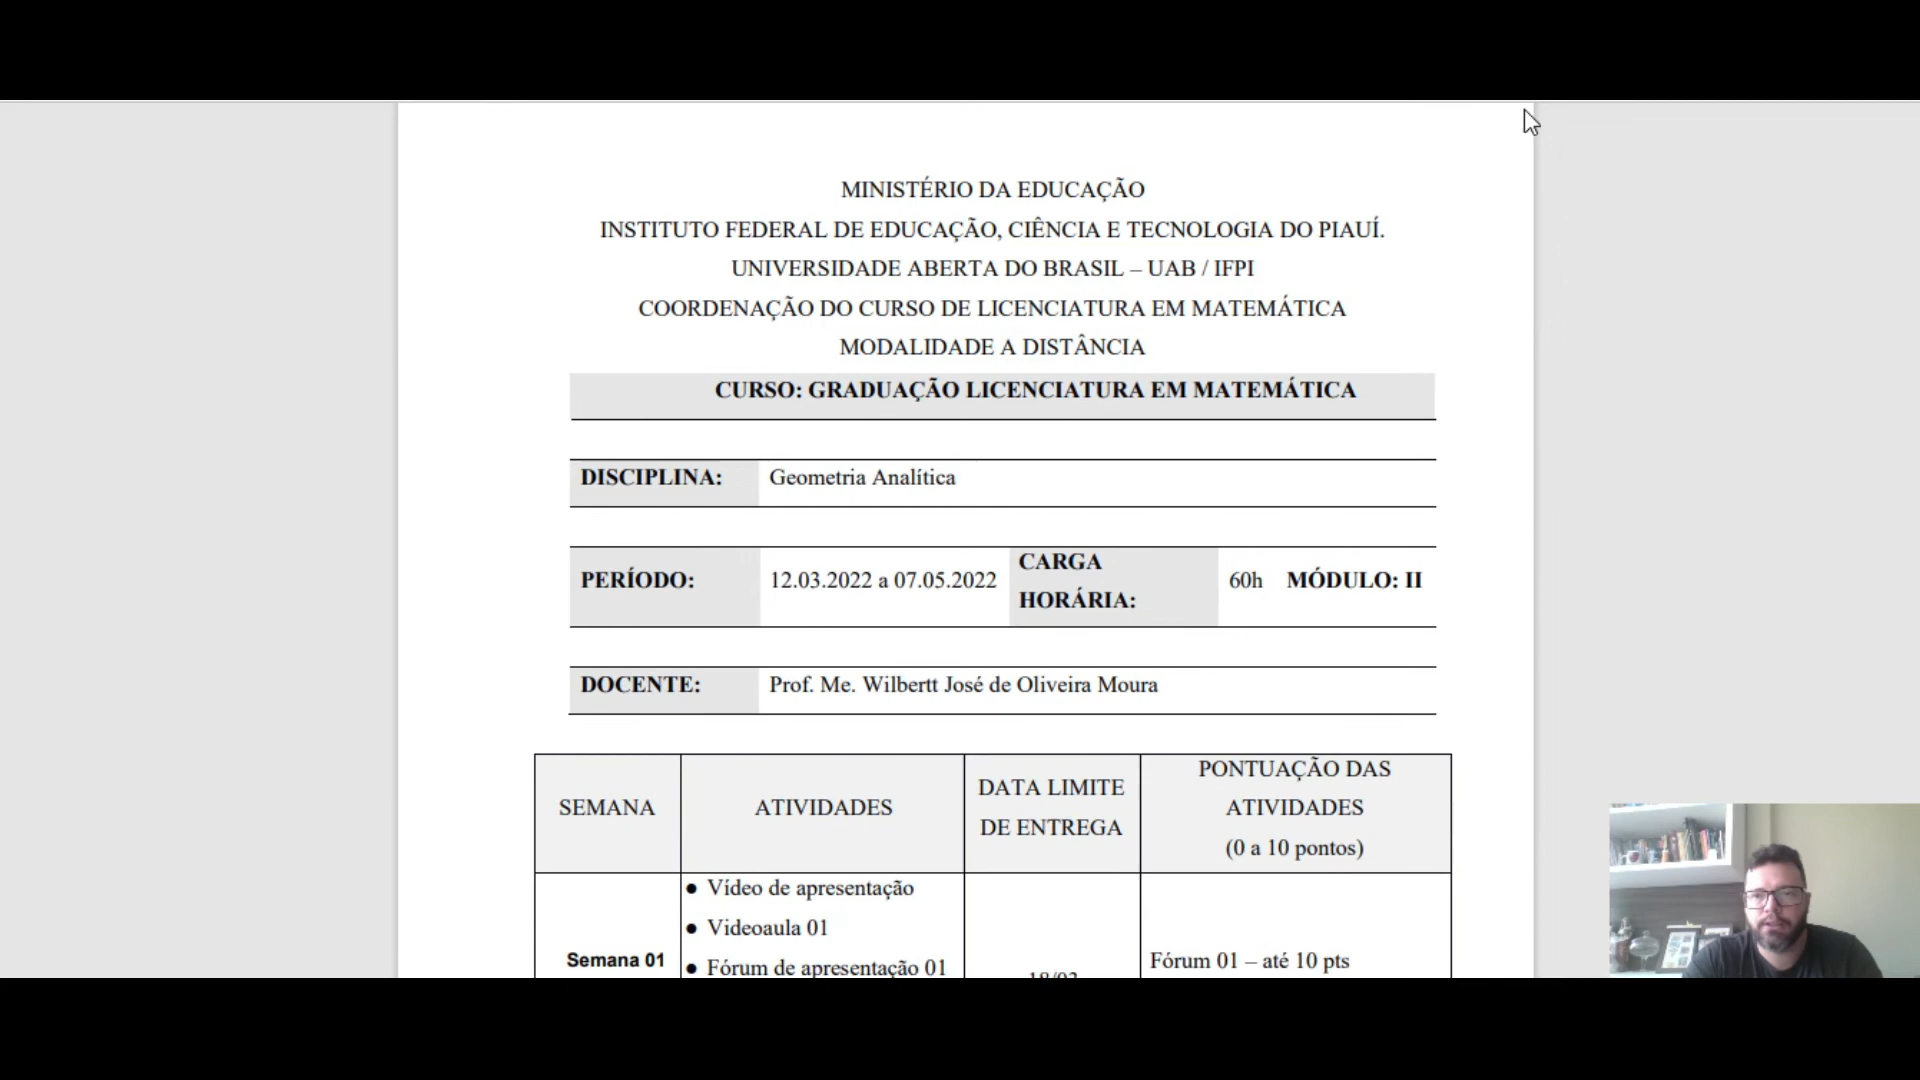 MINISTÉRIO DA EDUCAÇÃO
INSTITUTO FEDERAL DE EDUCAÇÃO, CIÊNCIA E TECNOLOGIA DO PIAUÍ.
UNIVERSIDADE ABERTA DO BRASIL – UAB / IFPI
COORDENAÇÃO DO CURSO DE LICENCIATURA EM MATEMÁTICA
MODALIDADE A DISTÂNCIA
CURSO: GRADUAÇÃO LICENCIATURA EM MATEMÁTICA
DISCIPLINA: Geometria Analítica
PERÍODO: 12.03.2022 a 07.05.2022 CARGA HORÁRIA: 60h MÓDULO: II
DOCENTE: Prof. Me. Wilbertt José de Oliveira Moura
SEMANA
ATIVIDADES
DATA LIMITE
DE ENTREGA
PONTUAÇÃO DAS
ATIVIDADES
(0 a 10 pontos)
Semana 01
● Vídeo de apresentação
● Videoaula 01
● Fórum de apresentação 01
Fórum 01 – até 10 pts